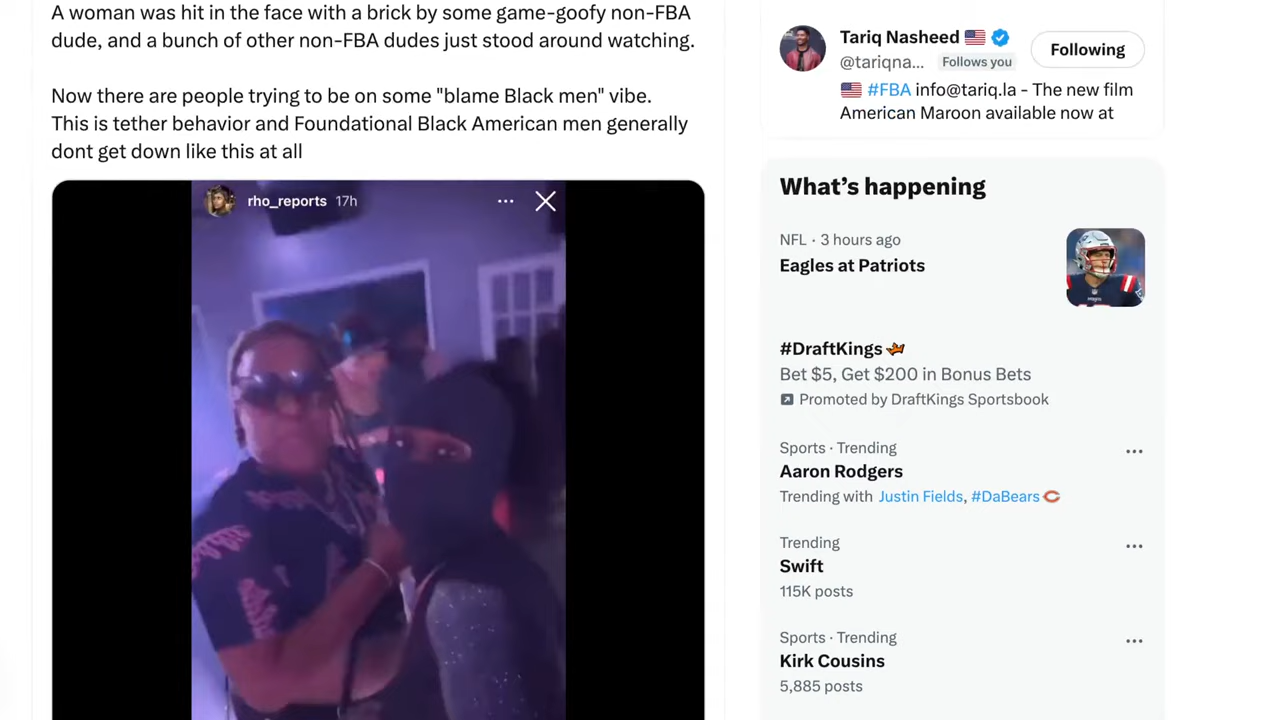 A woman was hit in the face with a brick by some game-goofy non-FBA
dude, and a bunch of other non-FBA dudes just stood around watching.
Now there are people trying to be on some "blame Black men" vibe.
This is tether behavior and Foundational Black American men generally
dont get down like this at all
rho_reports 17h
Tariq Nasheed 🇺🇸
@tariqna... Follows you
Following
🇺🇸 #FBA info@tariq.la - The new film
American Maroon available now at
What’s happening
NFL · 3 hours ago
Eagles at Patriots
#DraftKings
Bet $5, Get $200 in Bonus Bets
Promoted by DraftKings Sportsbook
Sports · Trending
Aaron Rodgers
Trending with Justin Fields, #DaBears
Trending
Swift
115K posts
Sports · Trending
Kirk Cousins
5,885 posts